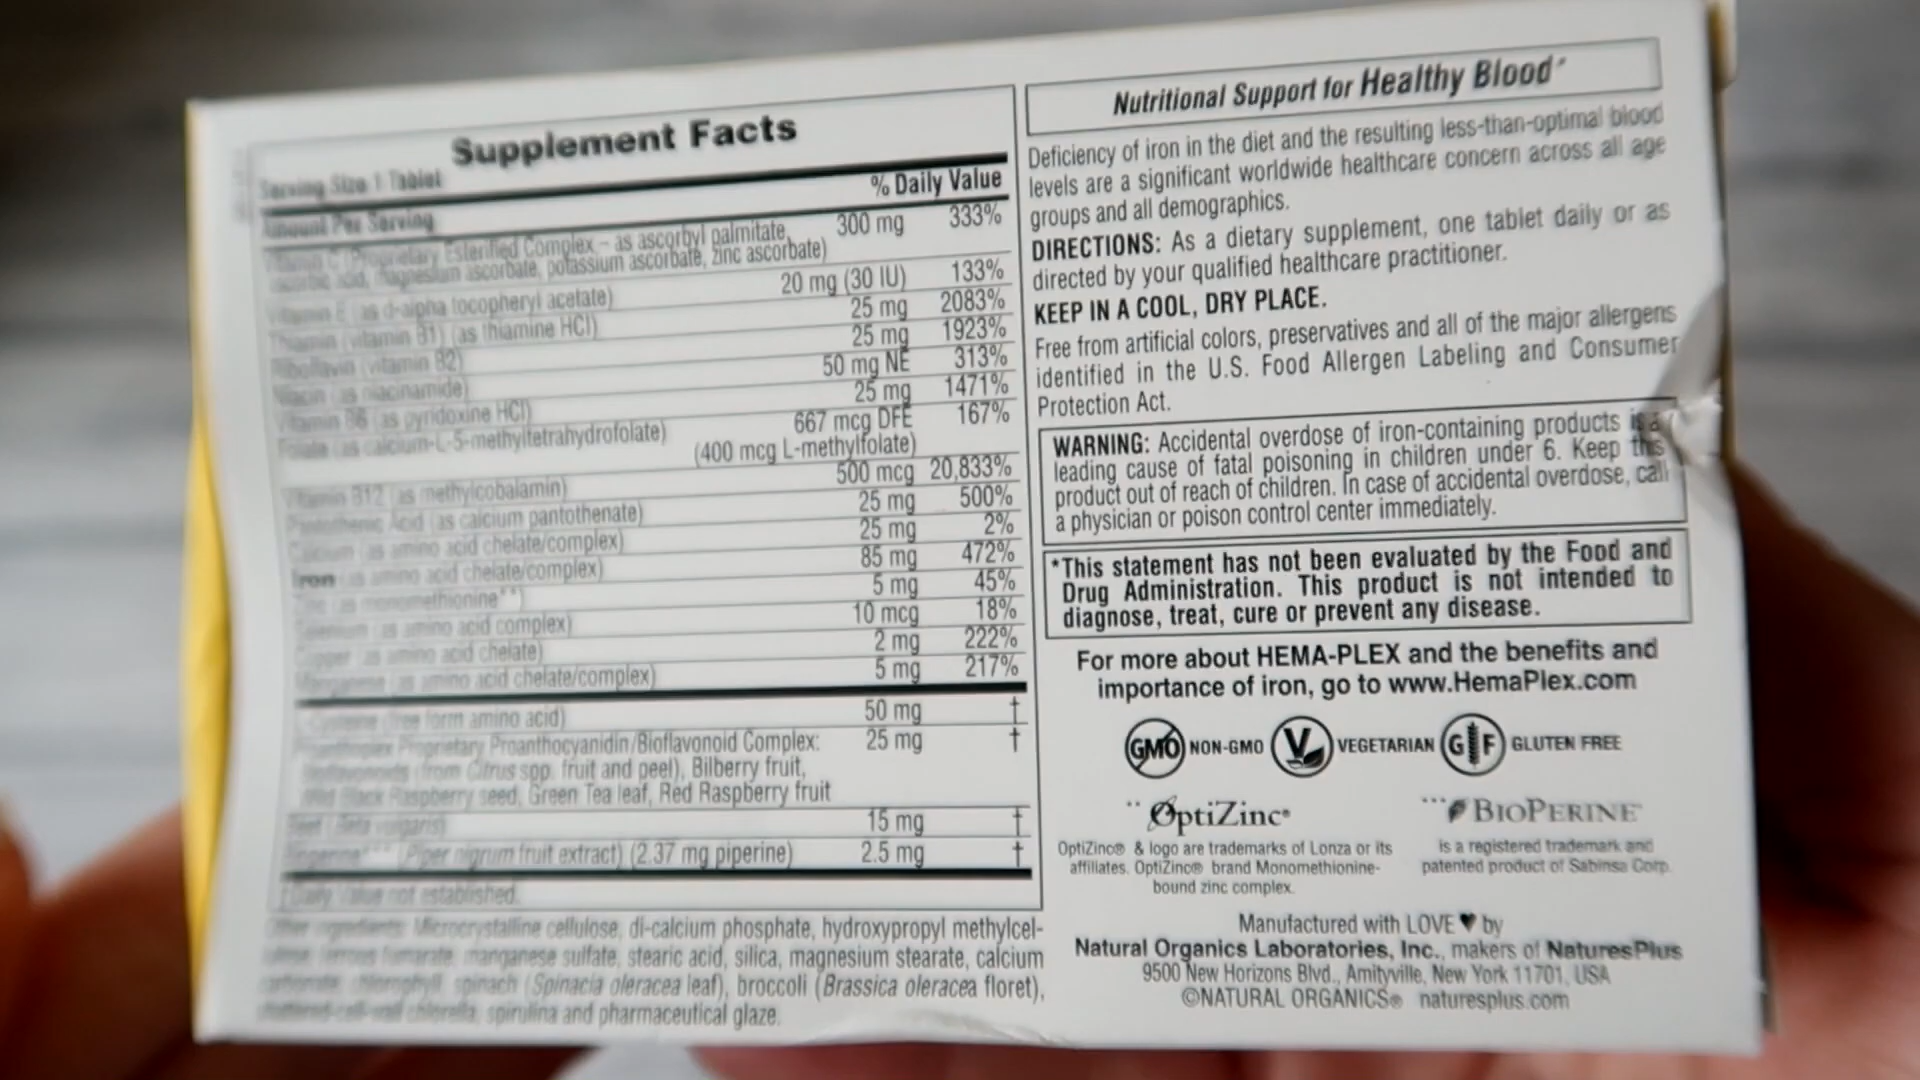 Supplement Facts
Serving Size 1 Tablet
% Daily Value
Amount Per Serving
Vitamin C (Proprietary Esterified Complex – as ascorbyl palmitate, 300 mg 333%
ascorbic acid, magnesium ascorbate, potassium ascorbate, zinc ascorbate)
Vitamin E (as d-alpha tocopheryl acetate) 20 mg (30 IU) 133%
Thiamin (vitamin B1) (as thiamine HCl) 25 mg 2083%
Riboflavin (vitamin B2) 25 mg 1923%
Niacin (as niacinamide) 50 mg NE 313%
Vitamin B6 (as pyridoxine HCl) 25 mg 1471%
Folate (as calcium-L-5-methyltetrahydrofolate) 667 mcg DFE 167%
(400 mcg L-methylfolate)
Vitamin B12 (as methylcobalamin) 500 mcg 20,833%
Pantothenic Acid (as calcium pantothenate) 25 mg 500%
Calcium (as amino acid chelate/complex) 25 mg 2%
Iron (as amino acid chelate/complex) 85 mg 472%
Zinc (as monomethionine**) 5 mg 45%
Selenium (as amino acid complex) 10 mcg 18%
Copper (as amino acid chelate) 2 mg 222%
Manganese (as amino acid chelate/complex) 5 mg 217%
(free form amino acid) 50 mg †
Proprietary Proanthocyanidin/Bioflavonoid Complex: 25 mg †
Bioflavonoids (from Citrus spp. fruit and peel), Bilberry fruit,
Wild Black Raspberry seed, Green Tea leaf, Red Raspberry fruit
Beet (Beta vulgaris) 15 mg †
(Piper nigrum fruit extract) (2.37 mg piperine) 2.5 mg †
†Daily Value not established.
Other ingredients: Microcrystalline cellulose, di-calcium phosphate, hydroxypropyl methylcel-
lulose, ferrous fumarate, manganese sulfate, stearic acid, silica, magnesium stearate, calcium
carbonate, chlorophyll, spinach (Spinacia oleracea leaf), broccoli (Brassica oleracea floret),
shattered-cell-wall chlorella, spirulina and pharmaceutical glaze.
Nutritional Support for Healthy Blood*
Deficiency of iron in the diet and the resulting less-than-optimal blood
levels are a significant worldwide healthcare concern across all age
groups and all demographics.
DIRECTIONS: As a dietary supplement, one tablet daily or as
directed by your qualified healthcare practitioner.
KEEP IN A COOL, DRY PLACE.
Free from artificial colors, preservatives and all of the major allergens
identified in the U.S. Food Allergen Labeling and Consumer
Protection Act.
WARNING: Accidental overdose of iron-containing products is a
leading cause of fatal poisoning in children under 6. Keep this
product out of reach of children. In case of accidental overdose, call
a physician or poison control center immediately.
*This statement has not been evaluated by the Food and
Drug Administration. This product is not intended to
diagnose, treat, cure or prevent any disease.
For more about HEMA-PLEX and the benefits and
importance of iron, go to www.HemaPlex.com
GMO NON-GMO V VEGETARIAN G F GLUTEN FREE
**OptiZinc® ***BIOPERINE®
OptiZinc® & logo are trademarks of Lonza or its
affiliates. OptiZinc® brand Monomethionine-
bound zinc complex.
is a registered trademark and
patented product of Sabinsa Corp.
Manufactured with LOVE ♥ by
Natural Organics Laboratories, Inc., makers of NaturesPlus
9500 New Horizons Blvd., Amityville, New York 11701, USA
©NATURAL ORGANICS® naturesplus.com